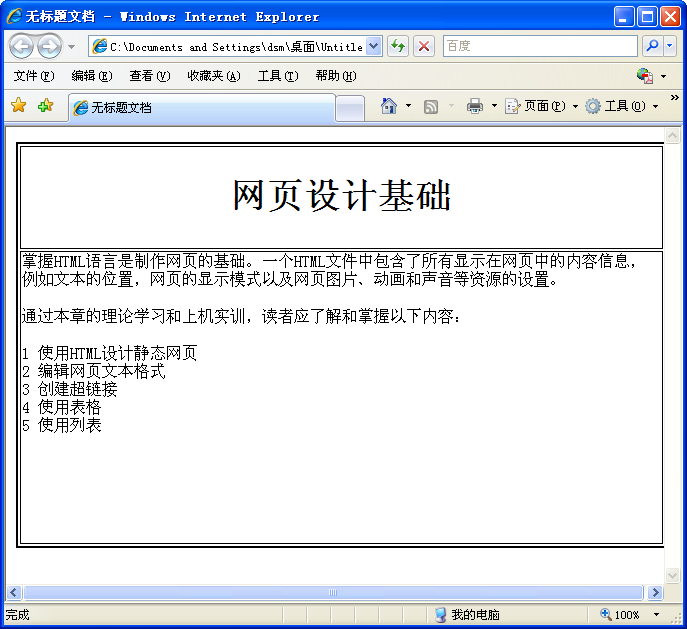 无标题文档 - Windows Internet Explorer
C:\Documents and Settings\dsm\桌面\Untitle
百度
文件(F) 编辑(E) 查看(V) 收藏夹(A) 工具(T) 帮助(H)
无标题文档
页面(P) 工具(O)
网页设计基础
掌握HTML语言是制作网页的基础。一个HTML文件中包含了所有显示在网页中的内容信息，
例如文本的位置，网页的显示模式以及网页图片、动画和声音等资源的设置。
通过本章的理论学习和上机实训，读者应了解和掌握以下内容：
1 使用HTML设计静态网页
2 编辑网页文本格式
3 创建超链接
4 使用表格
5 使用列表
完成
我的电脑
100%